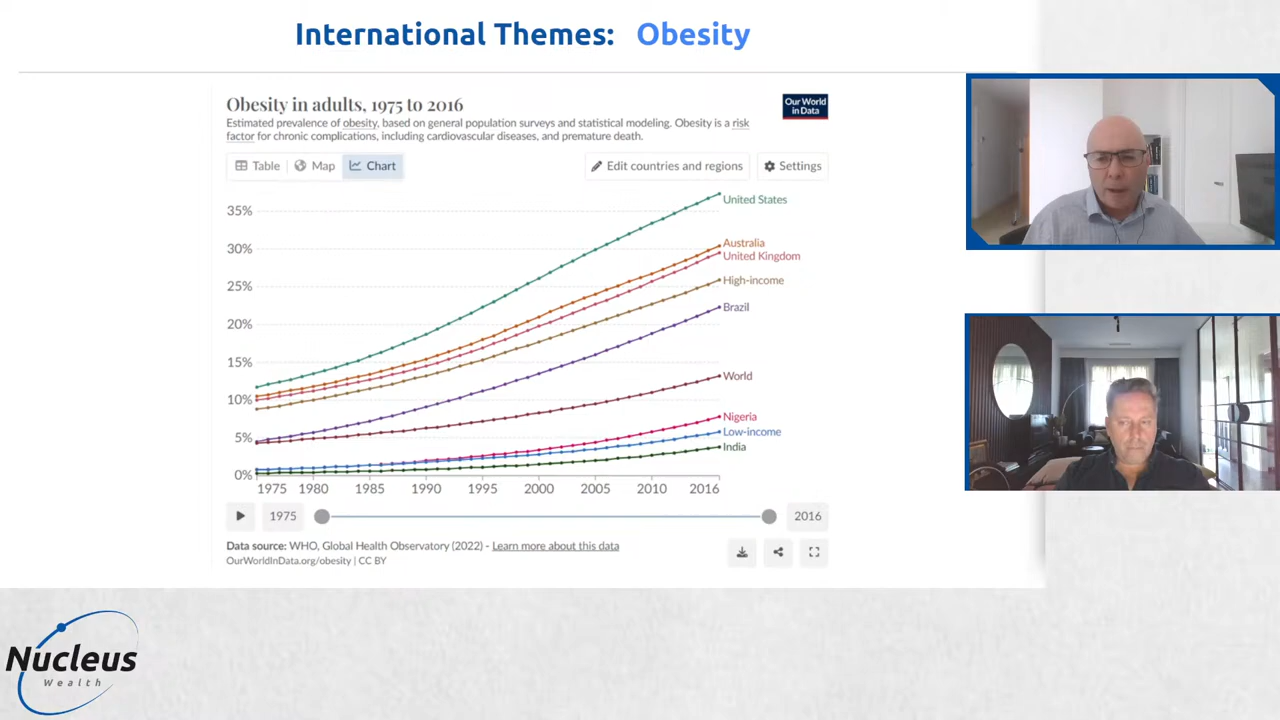 International Themes: Obesity
Obesity in adults, 1975 to 2016
Our World
in Data
Estimated prevalence of obesity, based on general population surveys and statistical modeling. Obesity is a risk
factor for chronic complications, including cardiovascular diseases, and premature death.
Table Map Chart
Edit countries and regions
Settings
35%
30%
25%
20%
15%
10%
5%
0%
United States
Australia
United Kingdom
High-income
Brazil
World
Nigeria
Low-income
India
1975 1980 1985 1990 1995 2000 2005 2010 2016
1975
2016
Data source: WHO, Global Health Observatory (2022) - Learn more about this data
OurWorldInData.org/obesity | CC BY
Nucleus
Wealth